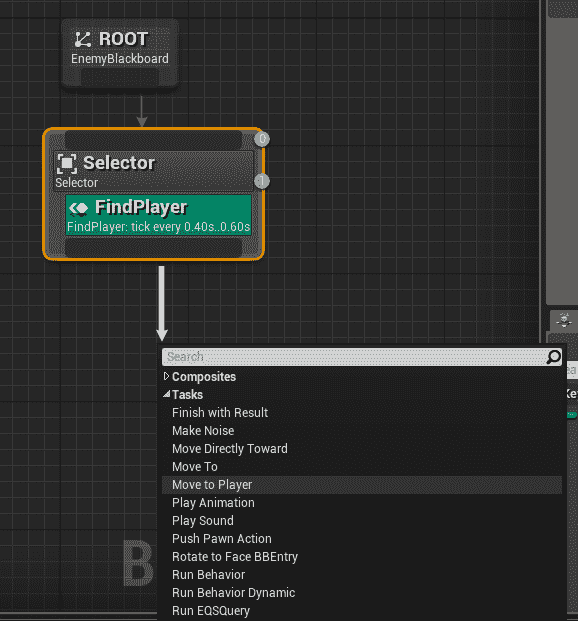 ROOT
EnemyBlackboard
0
Selector
1
Selector
FindPlayer
FindPlayer: tick every 0.40s..0.60s
Search
Composites
Tasks
Finish with Result
Make Noise
Move Directly Toward
Move To
Move to Player
Play Animation
Play Sound
Push Pawn Action
Rotate to Face BBEntry
Run Behavior
Run Behavior Dynamic
Run EQSQuery
B